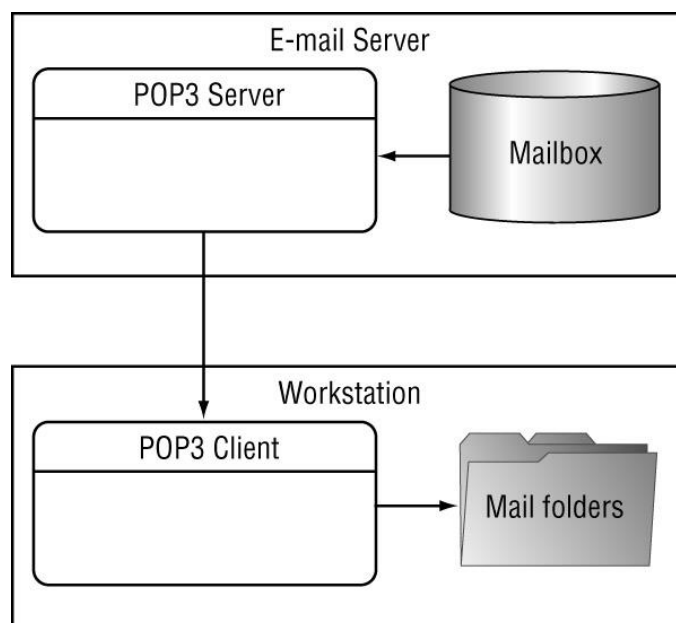 E-mail Server
POP3 Server
Mailbox
Workstation
POP3 Client
Mail folders